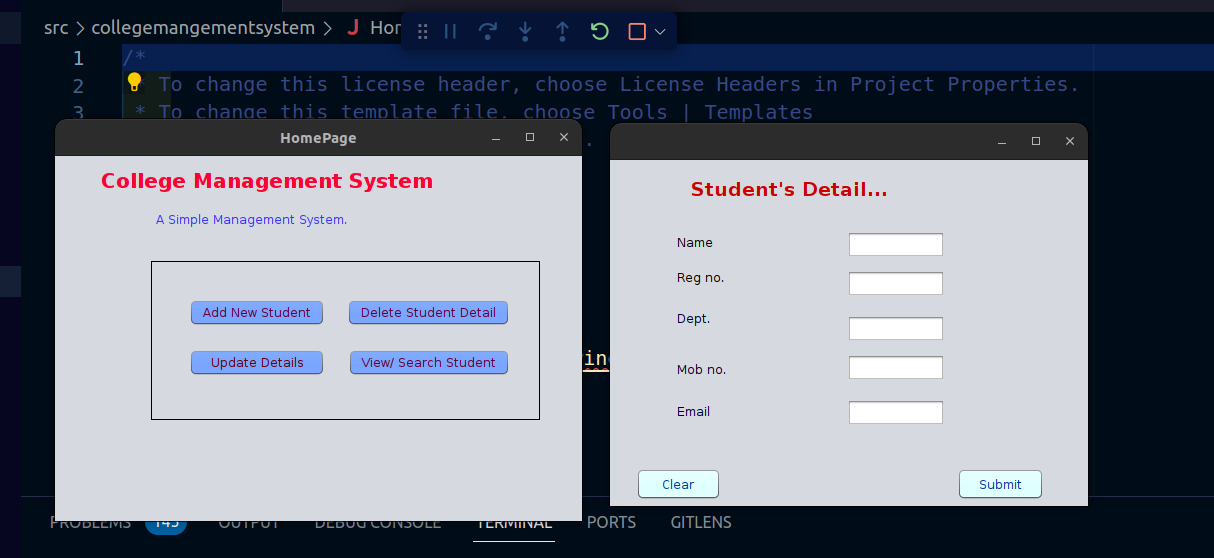 src > collegemangementsystem > J Hor
1 /*
2 * To change this license header, choose License Headers in Project Properties.
3 * To change this template file, choose Tools | Templates
.
HomePage
College Management System
A Simple Management System.
Add New Student Delete Student Detail
Update Details View/ Search Student
Student's Detail...
Name
Reg no.
Dept.
Mob no.
Email
Clear Submit
PROBLEMS 145 OUTPUT DEBUG CONSOLE TERMINAL PORTS GITLENS